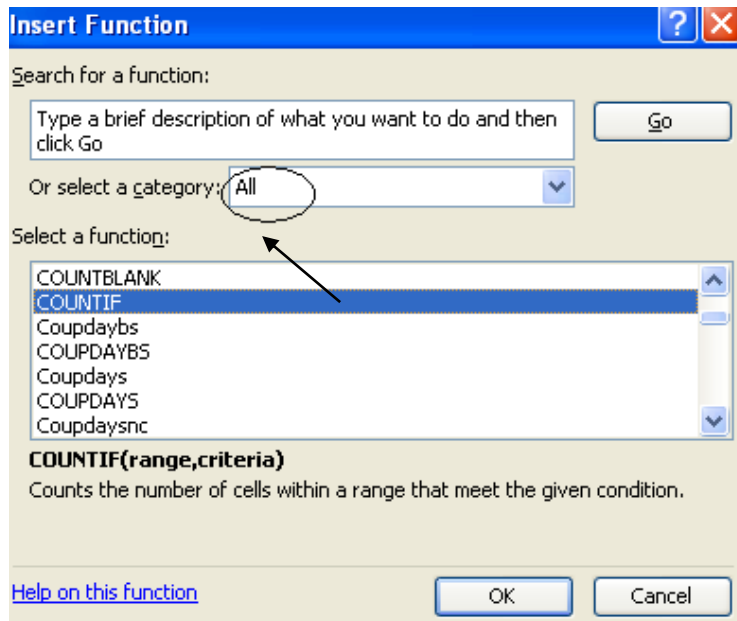 Insert Function
?
Search for a function:
Type a brief description of what you want to do and then
click Go
Go
Or select a category: All
Select a function:
COUNTBLANK
COUNTIF
Coupdaybs
COUPDAYBS
Coupdays
COUPDAYS
Coupdaysnc
COUNTIF(range,criteria)
Counts the number of cells within a range that meet the given condition.
Help on this function
OK
Cancel